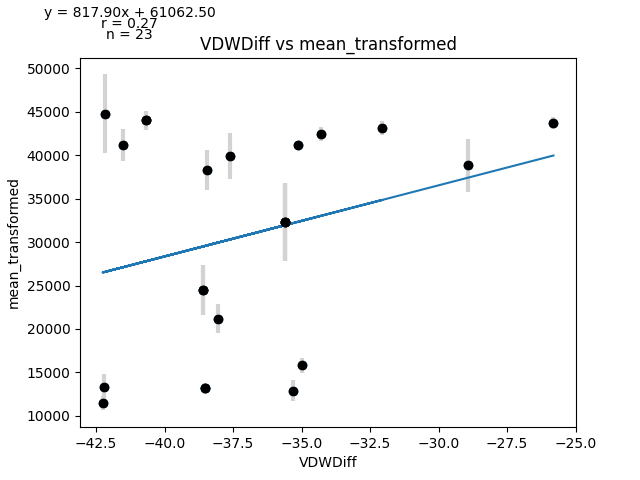 y = 817.90x + 61062.50
r = 0.27
n = 23
VDWDiff vs mean_transformed
50000
45000
40000
35000
30000
25000
20000
15000
10000
mean_transformed
−42.5 −40.0 −37.5 −35.0 −32.5 −30.0 −27.5 −25.0
VDWDiff